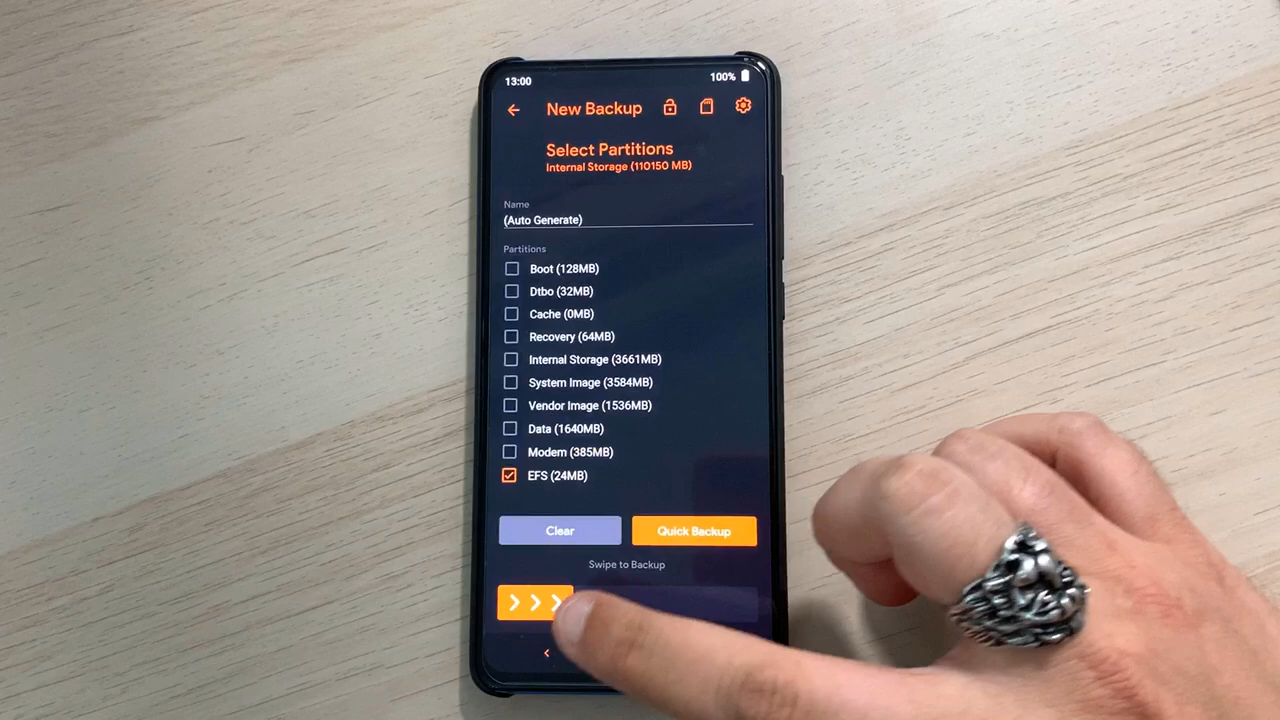 13:00
100%
New Backup
Select Partitions
Internal Storage (110150 MB)
Name
(Auto Generate)
Partitions
Boot (128MB)
Dtbo (32MB)
Cache (0MB)
Recovery (64MB)
Internal Storage (3661MB)
System Image (3584MB)
Vendor Image (1536MB)
Data (1640MB)
Modem (385MB)
EFS (24MB)
Clear
Quick Backup
Swipe to Backup